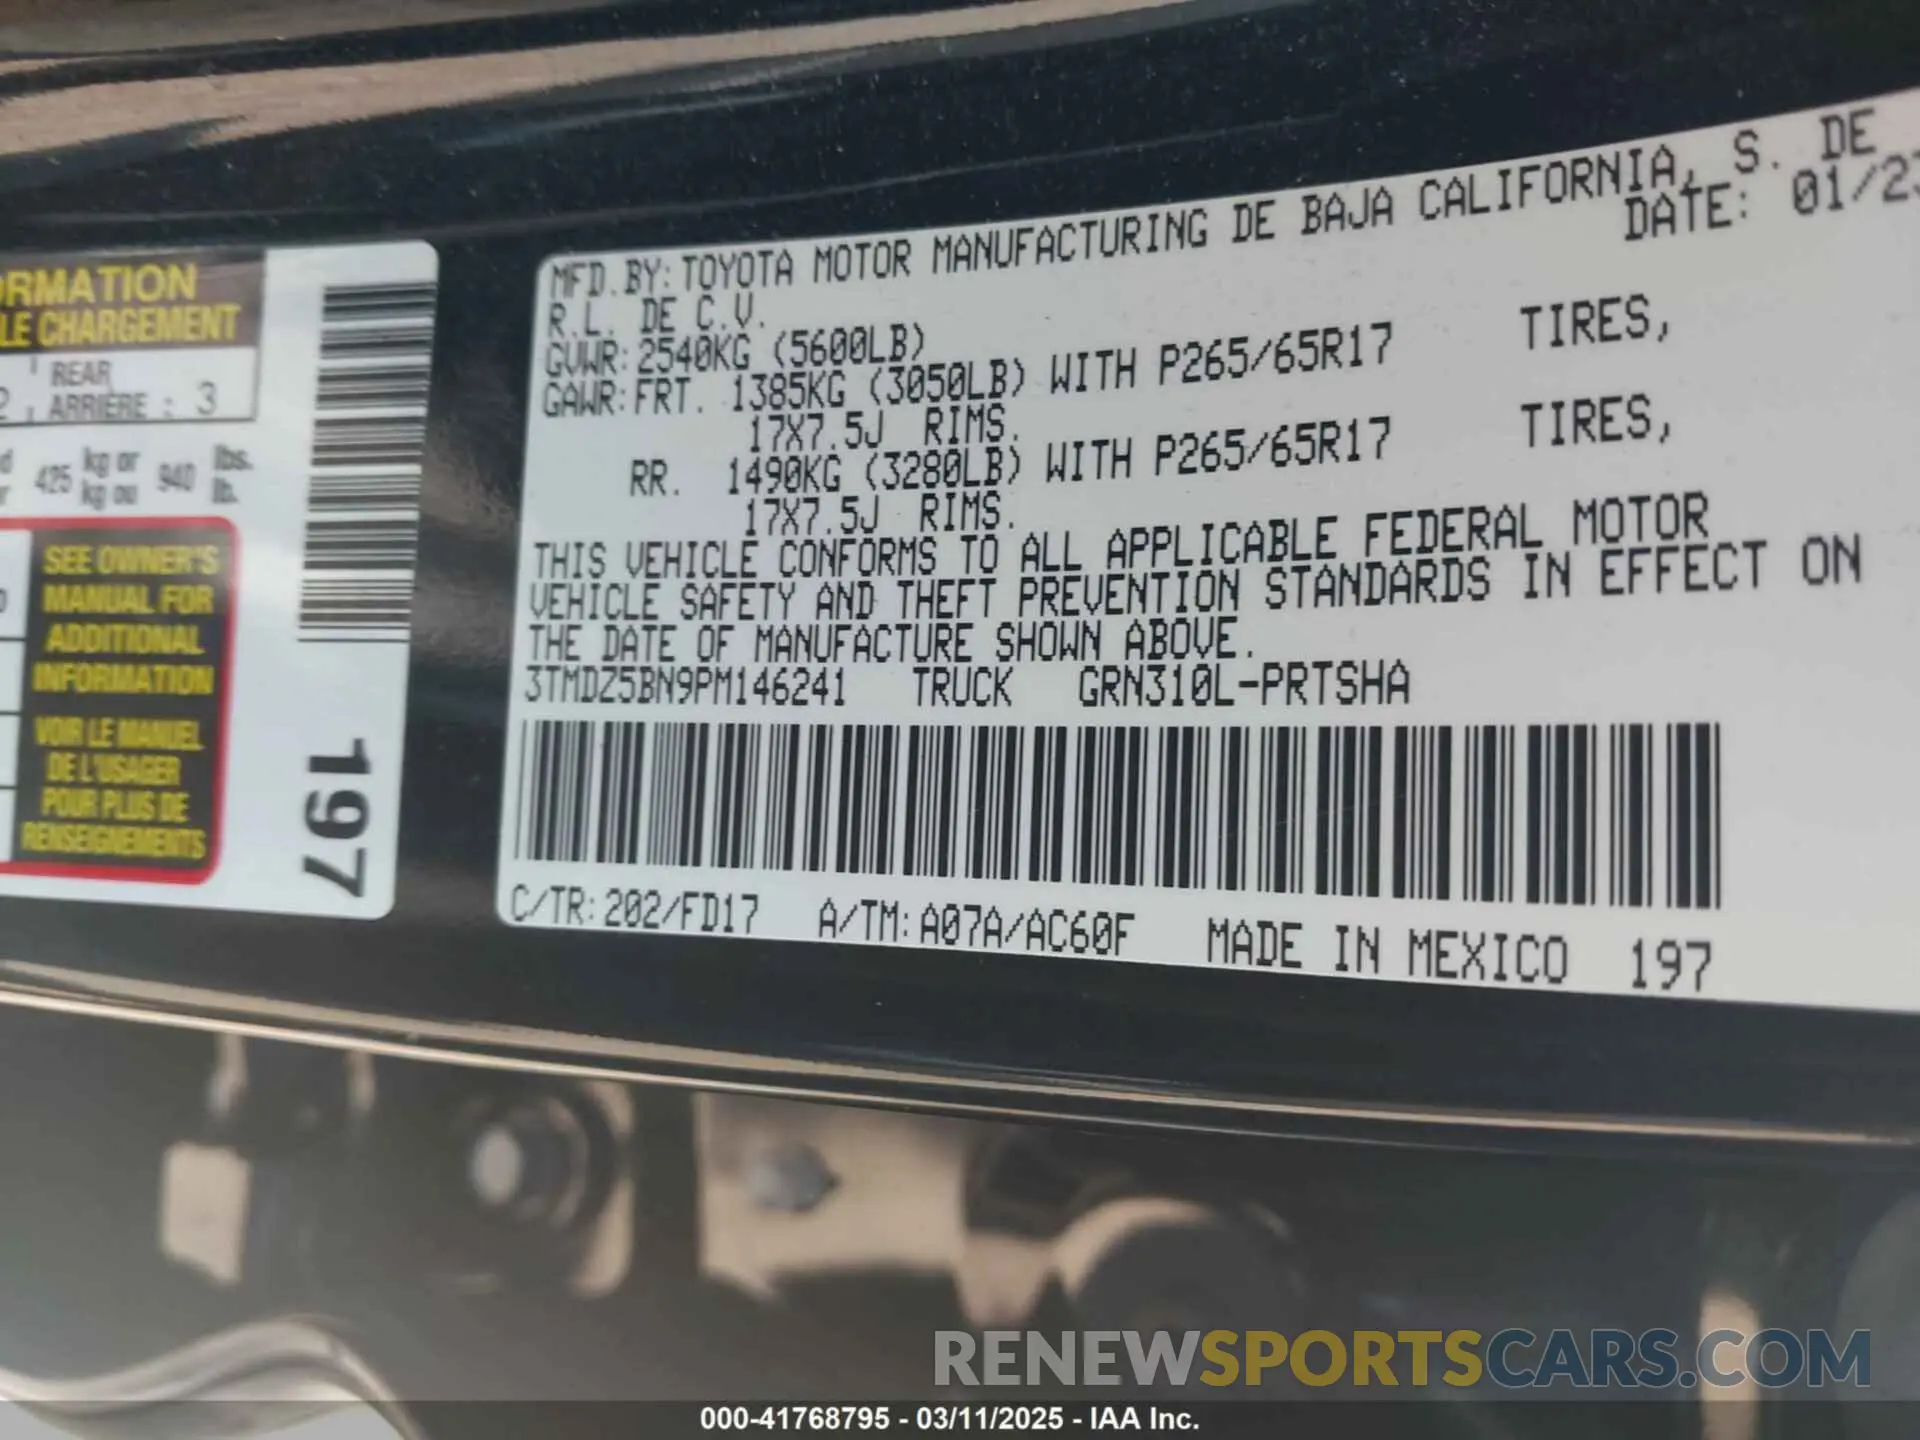 ORMATION
LE CHARGEMENT
2 REAR
ARRIÈRE : 3
425 kg or 940 lbs.
kg ou lb.
SEE OWNER'S
MANUAL FOR
ADDITIONAL
INFORMATION
VOIR LE MANUEL
DE L'USAGER
POUR PLUS DE
RENSEIGNEMENTS
197
MFD.BY:TOYOTA MOTOR MANUFACTURING DE BAJA CALIFORNIA, S. DE
R.L. DE C.V. DATE: 01/23
GVWR:2540KG (5600LB)
GAWR:FRT. 1385KG (3050LB) WITH P265/65R17 TIRES,
17X7.5J RIMS.
RR. 1490KG (3280LB) WITH P265/65R17 TIRES,
17X7.5J RIMS.
THIS VEHICLE CONFORMS TO ALL APPLICABLE FEDERAL MOTOR
VEHICLE SAFETY AND THEFT PREVENTION STANDARDS IN EFFECT ON
THE DATE OF MANUFACTURE SHOWN ABOVE.
3TMDZ5BN9PM146241 TRUCK GRN310L-PRTSHA
C/TR:202/FD17 A/TM:A07A/AC60F MADE IN MEXICO 197
RENEWSPORTSCARS.COM
000-41768795 - 03/11/2025 - IAA Inc.